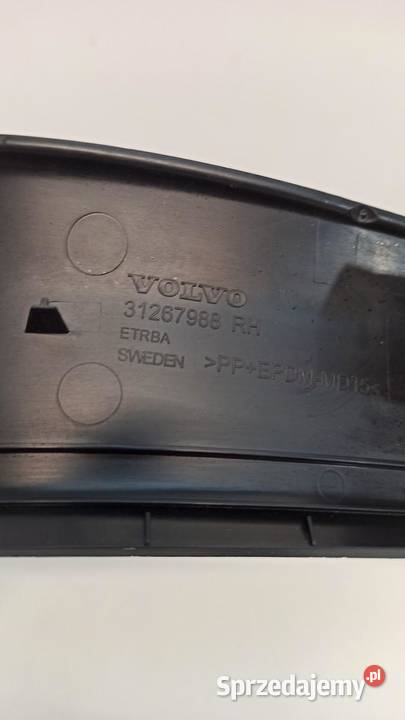 VOLVO
31267988 RH
ETRBA
SWEDEN >PP+EPDM-MD15<
Sprzedajemy.pl